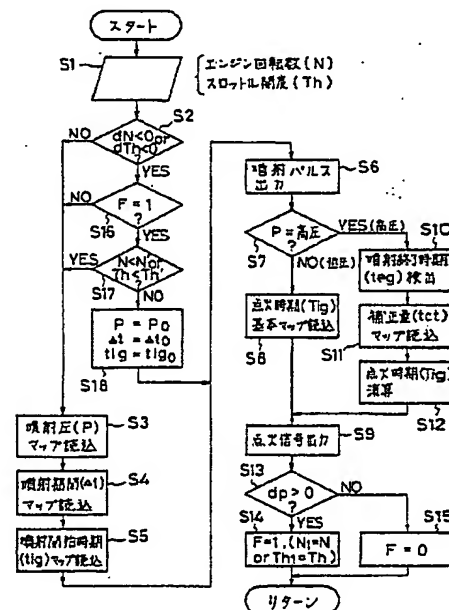 スタート
S1
エンジン回転数(N)
スロットル開度(Th)
S2
dN<0 or
dTh<0
?
NO
YES
F=1
?
NO
S16
YES
N<N' or
Th≦Th'
?
YES
S17
NO
P=P0
Δt=Δt0
tig=tig0
S18
噴射圧(P)
マップ読込
S3
噴射期間(Δt)
マップ読込
S4
噴射開始時期
(tig)マップ読込
S5
噴射パルス
出力
S6
P=高圧
?
S7
YES(高圧)
NO(低圧)
点火時期(Tig)
基本マップ読込
S8
S10
噴射終了時期
(teg)検出
S11
補正量(tct)
マップ読込
点火時期(Tig)
演算
S12
点火信号出力
S9
S13
dp>0
?
NO
S14
YES
F=1,(N1=N
or Th1=Th)
S15
F=0
リターン